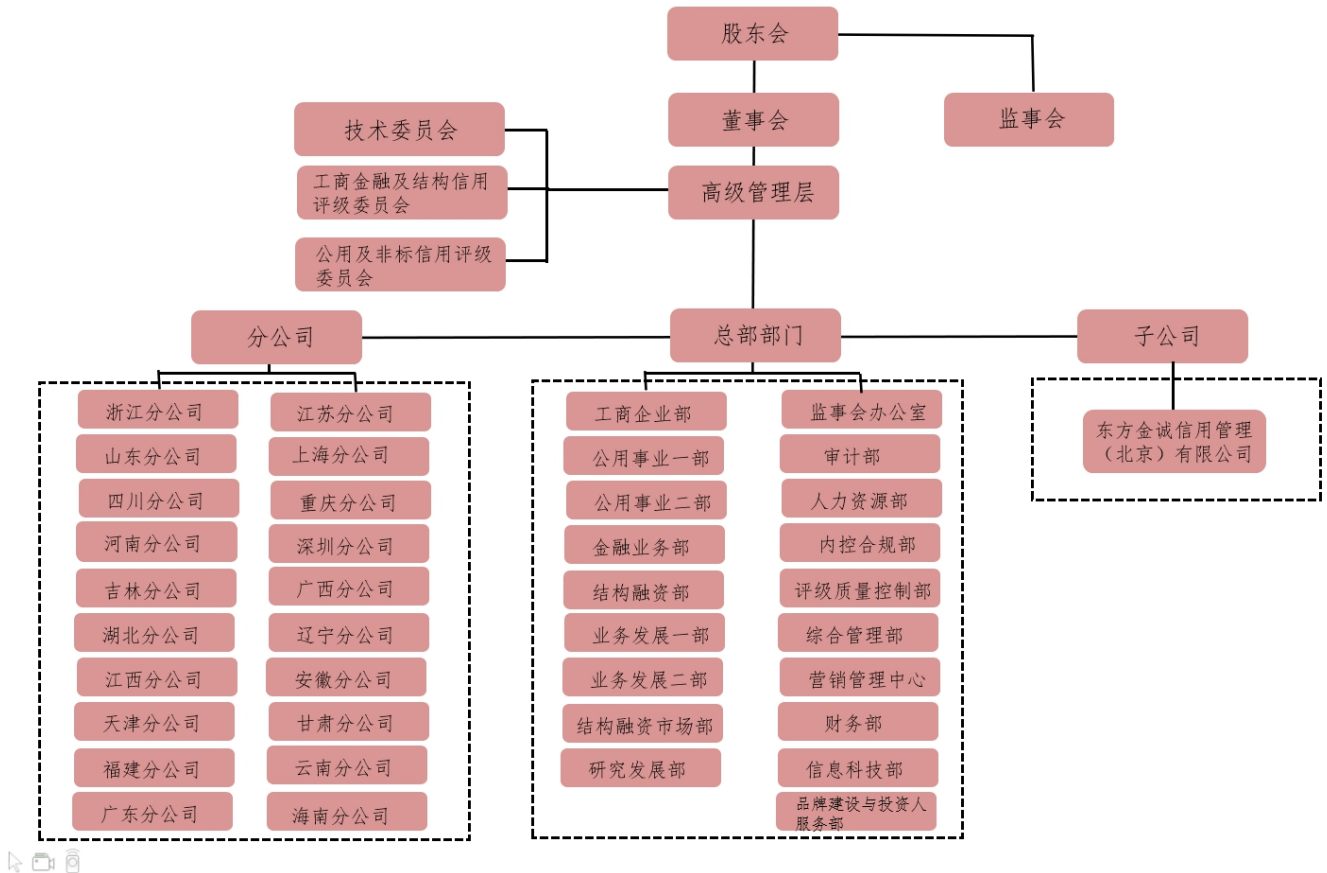 股东会
董事会
监事会
技术委员会
工商金融及结构信用
评级委员会
高级管理层
公用及非标信用评级
委员会
分公司
总部部门
子公司
浙江分公司
江苏分公司
山东分公司
上海分公司
四川分公司
重庆分公司
河南分公司
深圳分公司
吉林分公司
广西分公司
湖北分公司
辽宁分公司
江西分公司
安徽分公司
天津分公司
甘肃分公司
福建分公司
云南分公司
广东分公司
海南分公司
工商企业部
监事会办公室
公用事业一部
审计部
公用事业二部
人力资源部
金融业务部
内控合规部
结构融资部
评级质量控制部
业务发展一部
综合管理部
业务发展二部
营销管理中心
结构融资市场部
财务部
研究发展部
信息科技部
品牌建设与投资人
服务部
东方金诚信用管理
（北京）有限公司